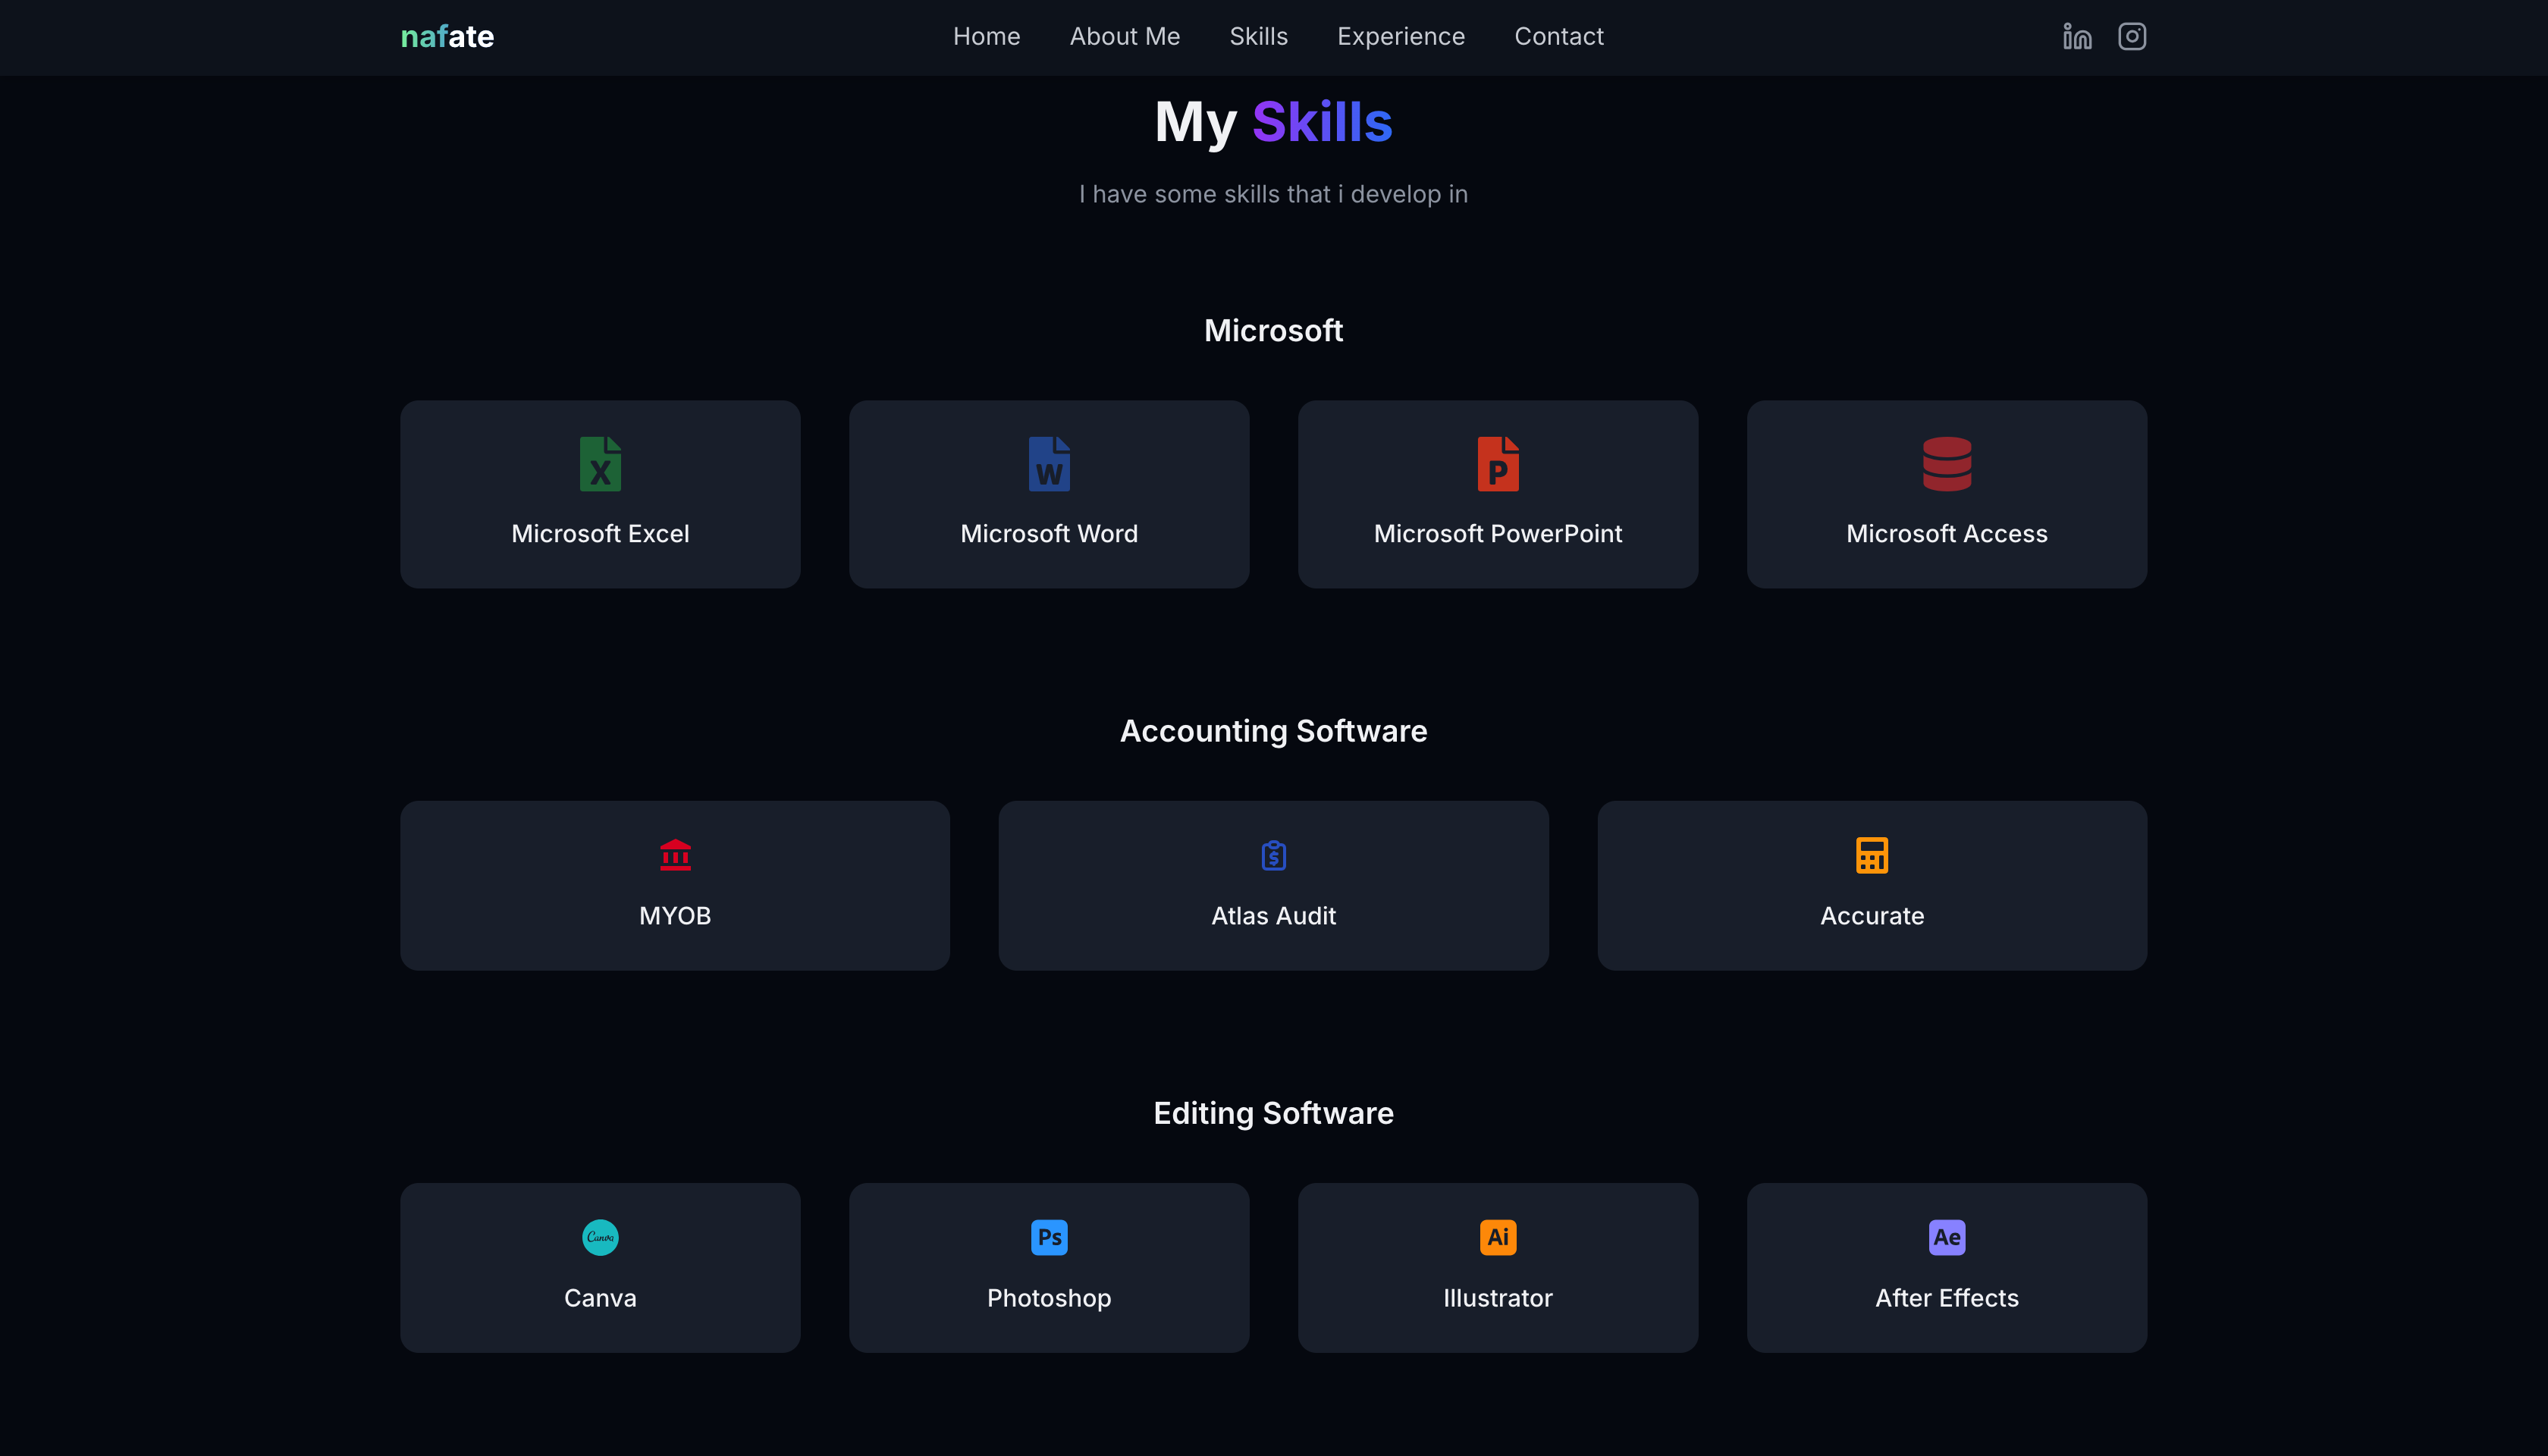 nafate Home About Me Skills Experience Contact
My Skills
I have some skills that i develop in
Microsoft
X W P
Microsoft Excel Microsoft Word Microsoft PowerPoint Microsoft Access
Accounting Software
$
MYOB Atlas Audit Accurate
Editing Software
Canva Ps Ai Ae
Canva Photoshop Illustrator After Effects